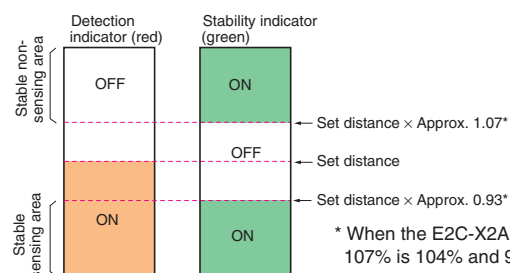 Detection
indicator (red)
Stability indicator
(green)
Stable non-
sensing area
OFF
ON
Set distance × Approx. 1.07*
OFF
Set distance
Set distance × Approx. 0.93*
Stable
sensing area
ON
ON
* When the E2C-X2A
107% is 104% and 9